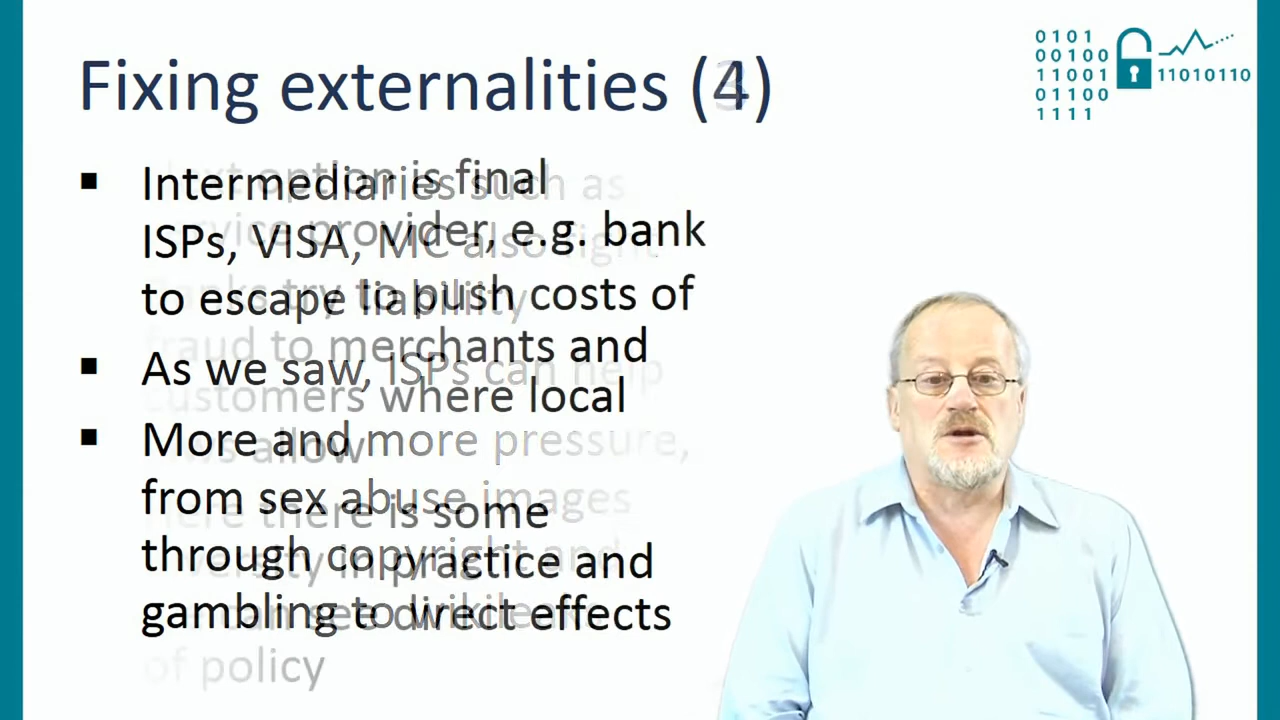 Fixing externalities (4)
option is final
Intermediaries such as
service provider, e.g. bank
ISPs, VISA, MC also fight
Banks try to push costs of
to escape liability
fraud to merchants and
As we saw, ISPs can help
customers where local
More and more pressure,
allow
from sex abuse images
Here there is some
through copyright and
diversity in practice and
gambling to wikileaks
can see direct effects
of policy
0101
00100
11001
01100
1111
11010110